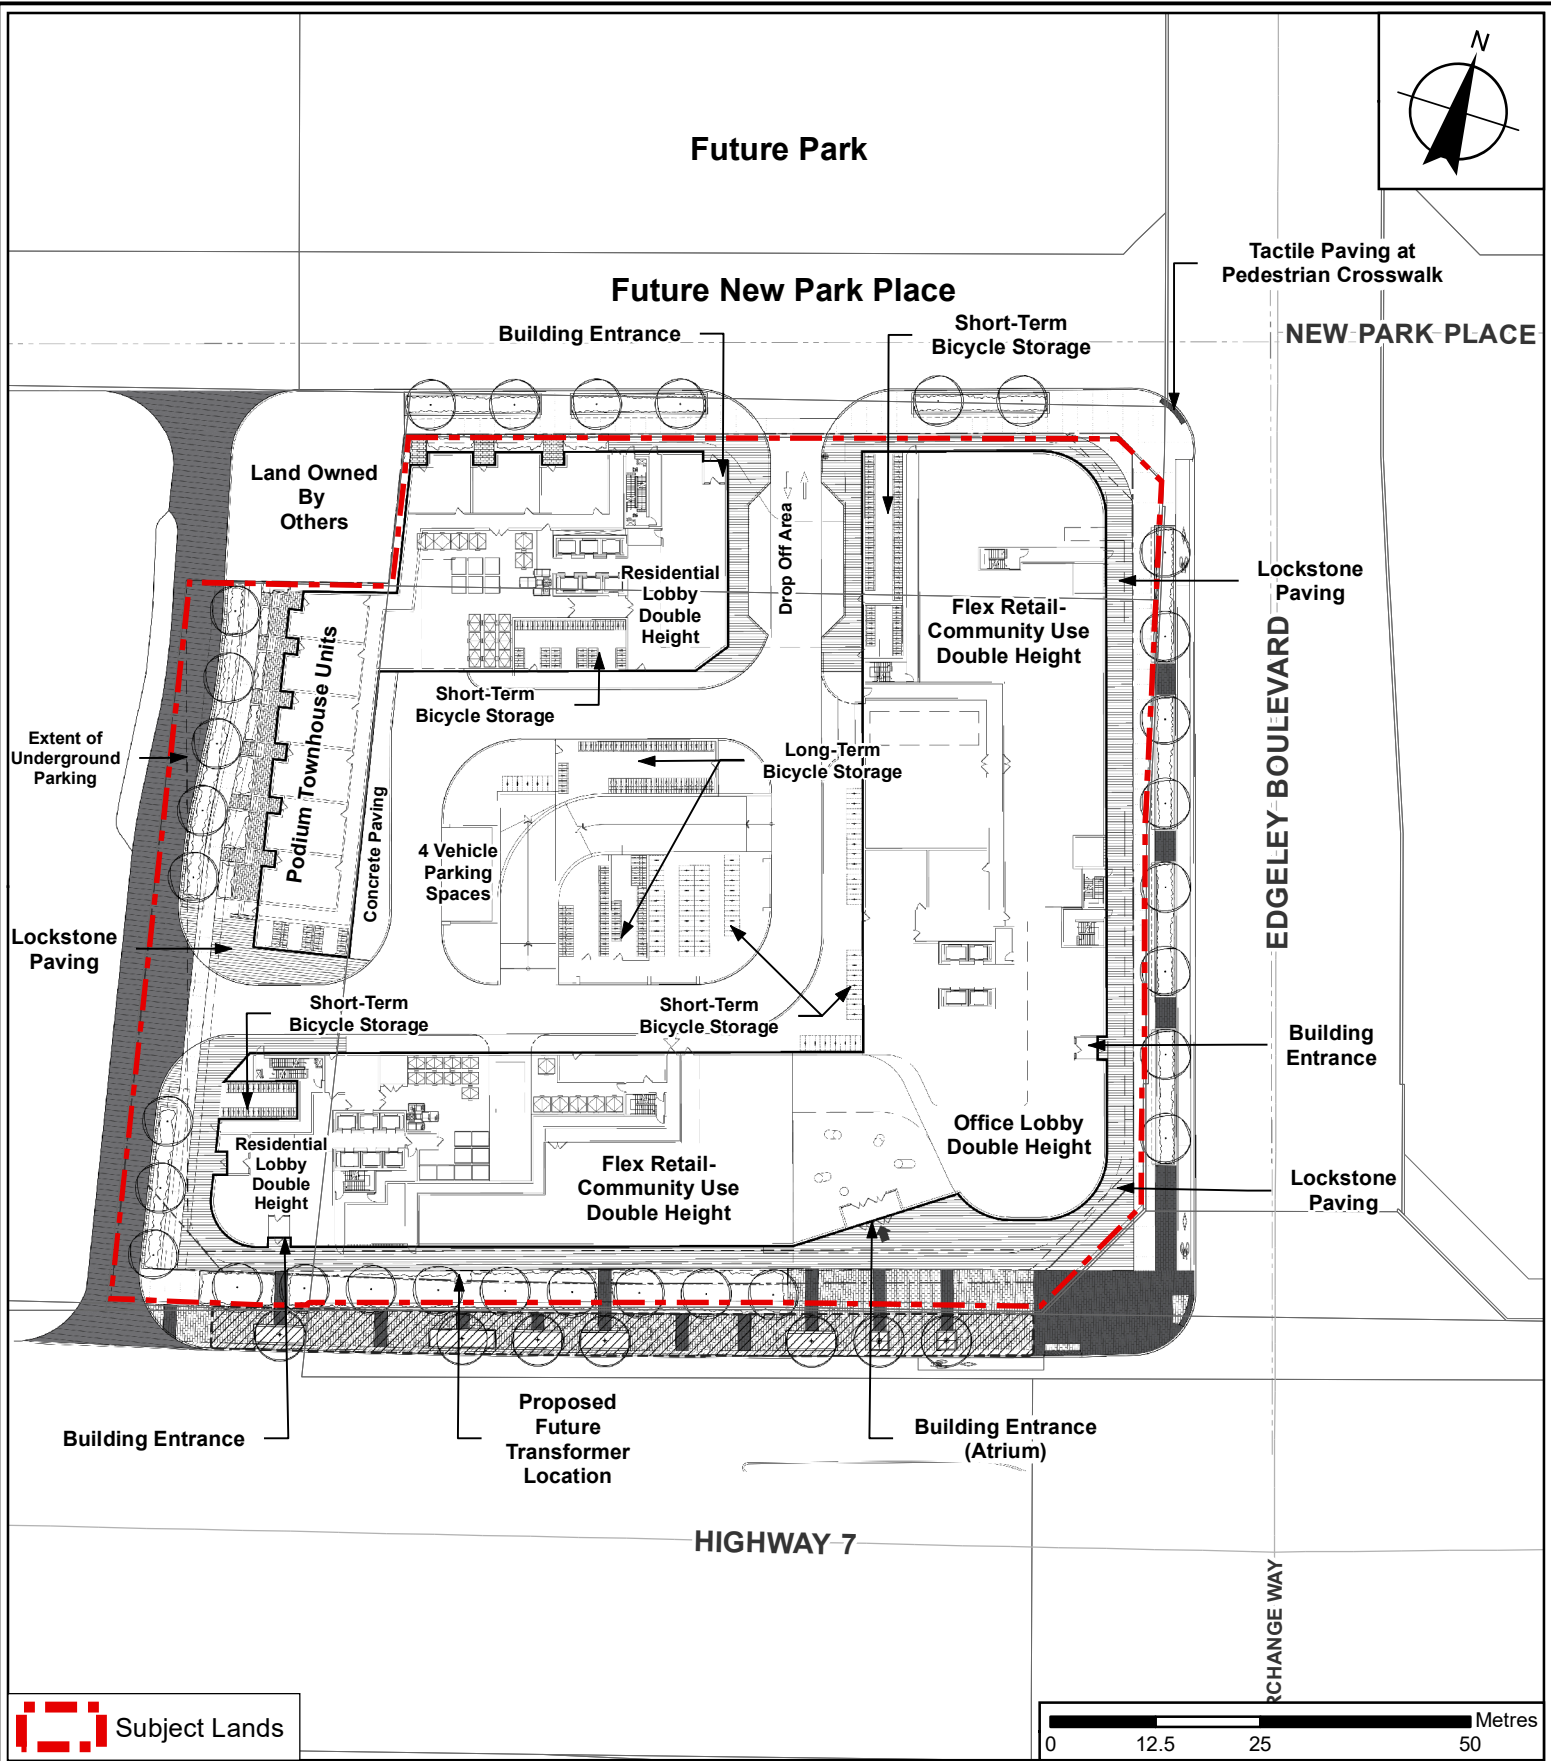 N
Future Park
Tactile Paving at
Pedestrian Crosswalk
Future New Park Place
NEW PARK PLACE
Building Entrance
Short-Term
Bicycle Storage
Land Owned
By
Others
Drop Off Area
Residential
Lobby
Double
Height
Flex Retail-
Community Use
Double Height
Lockstone
Paving
EDGELEY BOULEVARD
Podium Townhouse Units
Short-Term
Bicycle Storage
Extent of
Underground
Parking
Long-Term
Bicycle Storage
Concrete Paving
4 Vehicle
Parking
Spaces
Lockstone
Paving
Short-Term
Bicycle Storage
Short-Term
Bicycle Storage
Building
Entrance
Residential
Lobby
Double
Height
Flex Retail-
Community Use
Double Height
Office Lobby
Double Height
Lockstone
Paving
Building Entrance
Proposed
Future
Transformer
Location
Building Entrance
(Atrium)
HIGHWAY 7
RCHANGE WAY
Subject Lands
Metres
0 12.5 25 50